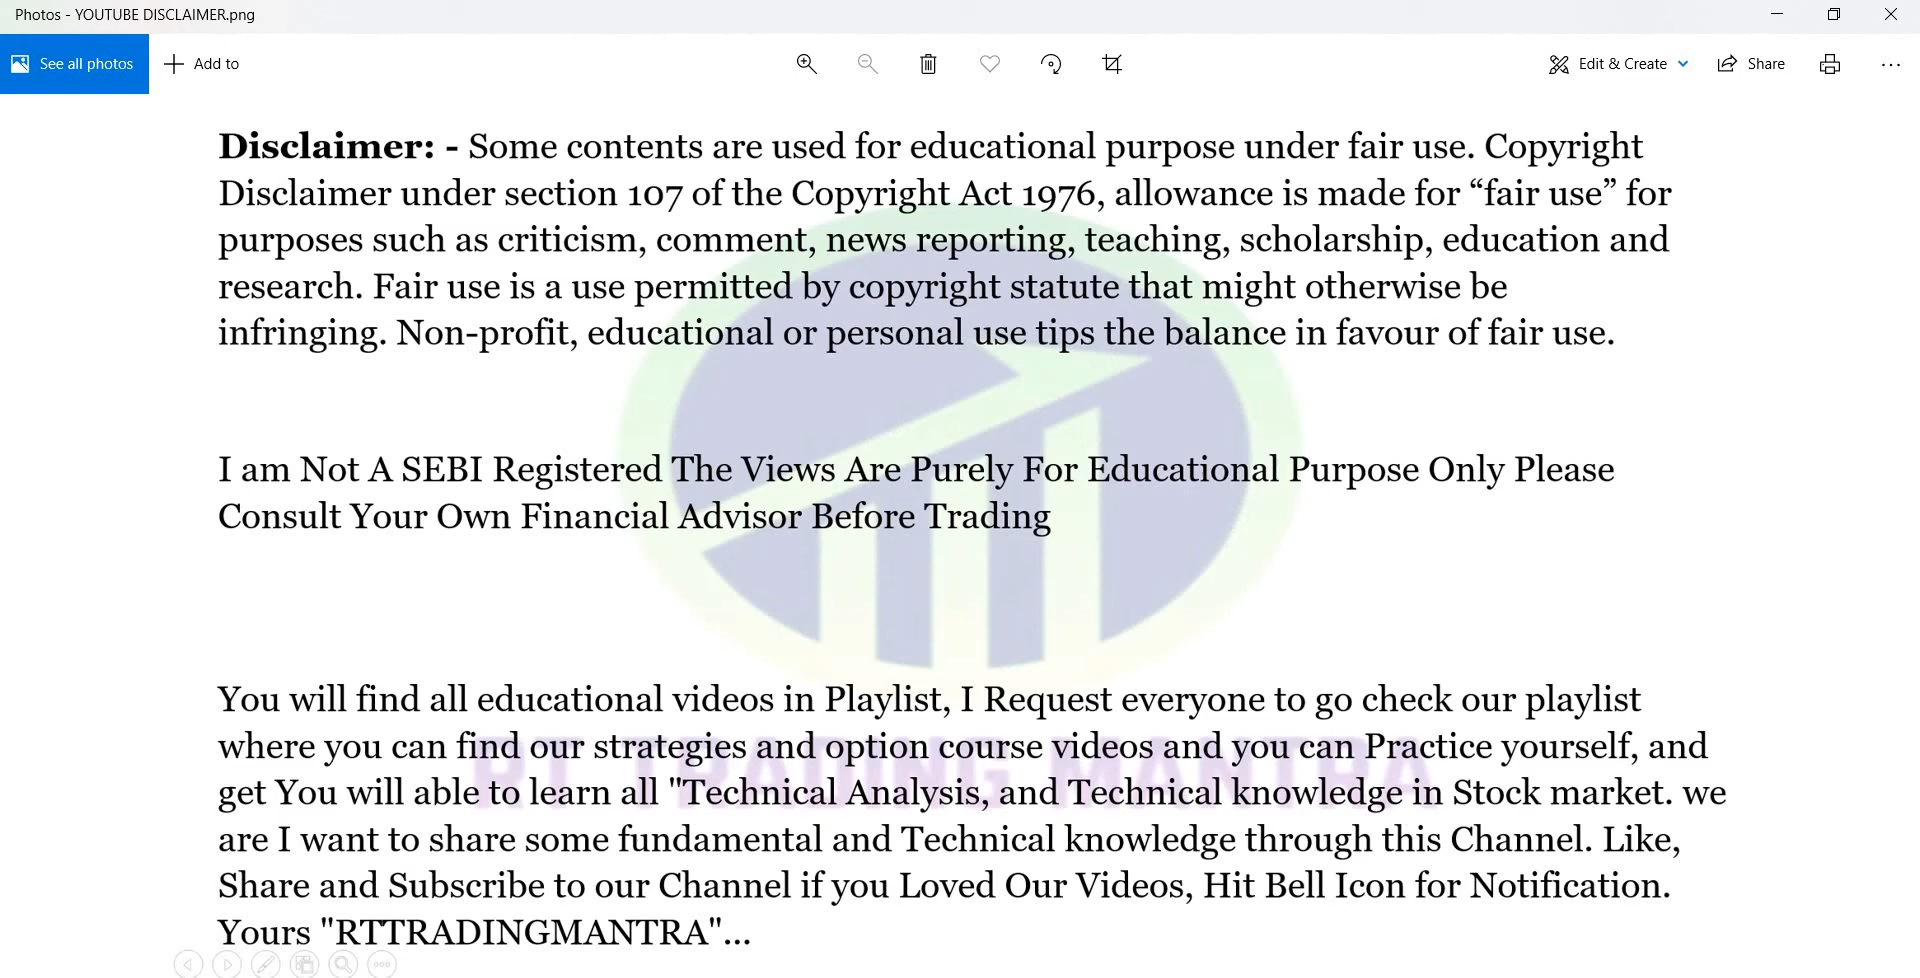 Photos - YOUTUBE DISCLAIMER.png
See all photos
Add to
Edit & Create
Share
Disclaimer: - Some contents are used for educational purpose under fair use. Copyright
Disclaimer under section 107 of the Copyright Act 1976, allowance is made for “fair use” for
purposes such as criticism, comment, news reporting, teaching, scholarship, education and
research. Fair use is a use permitted by copyright statute that might otherwise be
infringing. Non-profit, educational or personal use tips the balance in favour of fair use.
I am Not A SEBI Registered The Views Are Purely For Educational Purpose Only Please
Consult Your Own Financial Advisor Before Trading
You will find all educational videos in Playlist, I Request everyone to go check our playlist
where you can find our strategies and option course videos and you can Practice yourself, and
get You will able to learn all "Technical Analysis, and Technical knowledge in Stock market. we
are I want to share some fundamental and Technical knowledge through this Channel. Like,
Share and Subscribe to our Channel if you Loved Our Videos, Hit Bell Icon for Notification.
Yours "RTTRADINGMANTRA"...
RT TRADING MANTRA